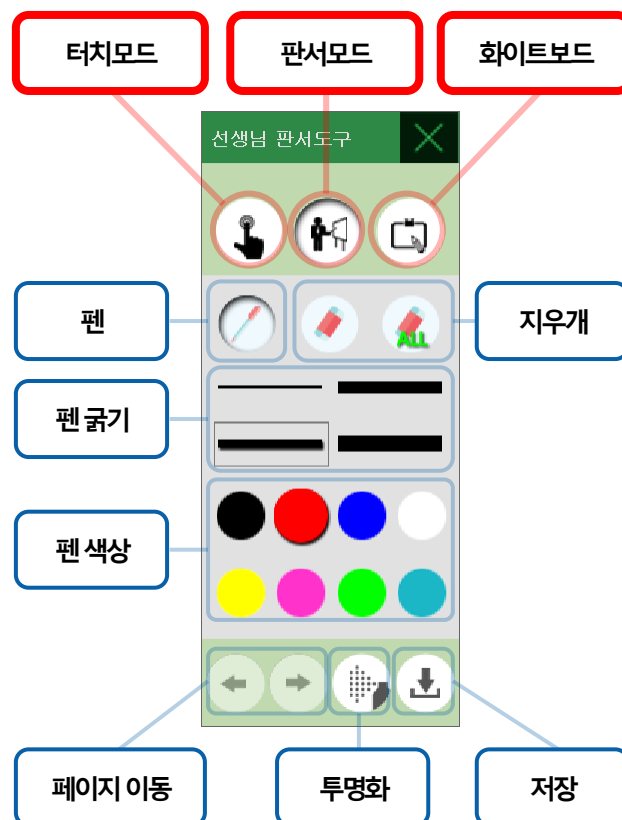 터치모드
판서모드
화이트보드
선생님 판서도구
펜
ALL
지우개
펜 굵기
펜 색상
페이지 이동
투명화
저장